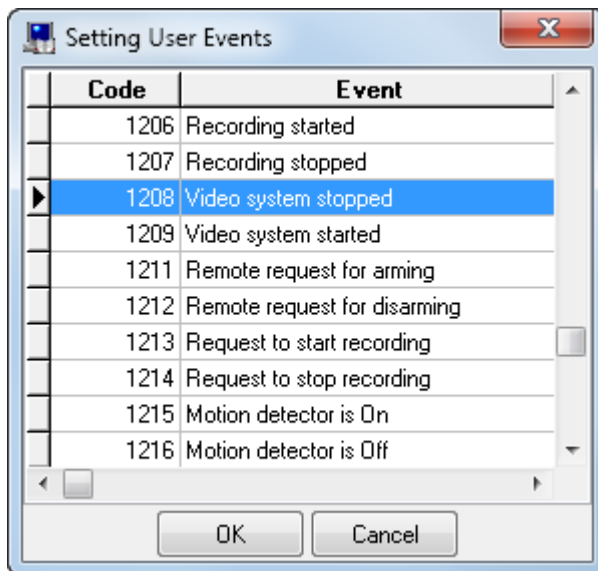 Setting User Events
Code Event
1206 Recording started
1207 Recording stopped
1208 Video system stopped
1209 Video system started
1211 Remote request for arming
1212 Remote request for disarming
1213 Request to start recording
1214 Request to stop recording
1215 Motion detector is On
1216 Motion detector is Off
OK Cancel